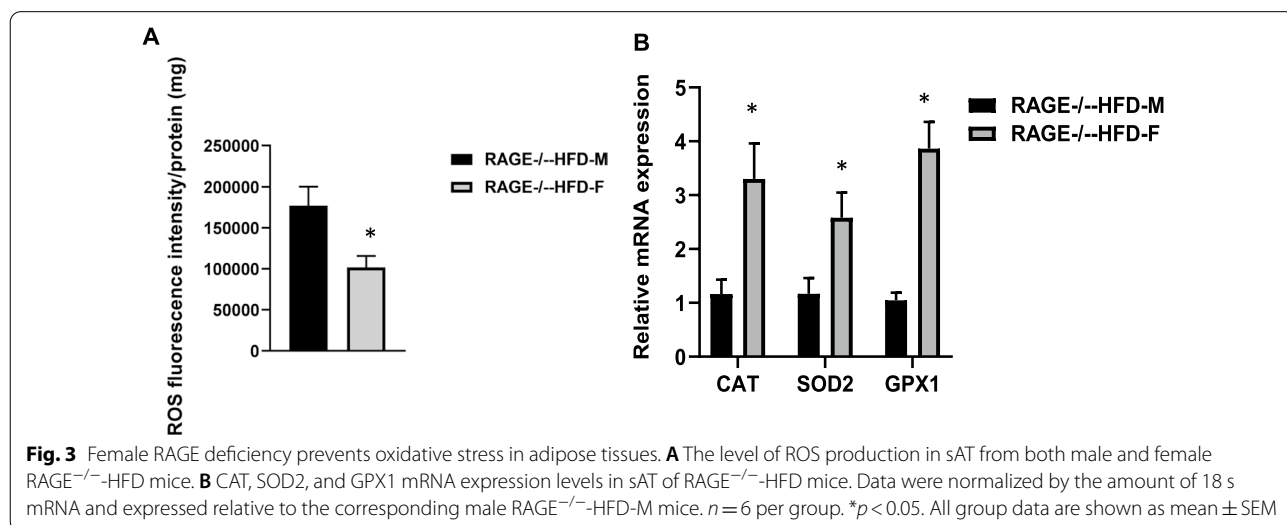 A
ROS fluorescence intensity/protein (mg)
250000
200000
150000
100000
50000
0
*
RAGE-/--HFD-M
RAGE-/--HFD-F
B
Relative mRNA expression
5
4
3
2
1
0
*
*
*
CAT SOD2 GPX1
RAGE-/--HFD-M
RAGE-/--HFD-F
Fig. 3 Female RAGE deficiency prevents oxidative stress in adipose tissues. A The level of ROS production in sAT from both male and female
RAGE−/−-HFD mice. B CAT, SOD2, and GPX1 mRNA expression levels in sAT of RAGE−/−-HFD mice. Data were normalized by the amount of 18 s
mRNA and expressed relative to the corresponding male RAGE−/−-HFD-M mice. n = 6 per group. *p < 0.05. All group data are shown as mean ± SEM